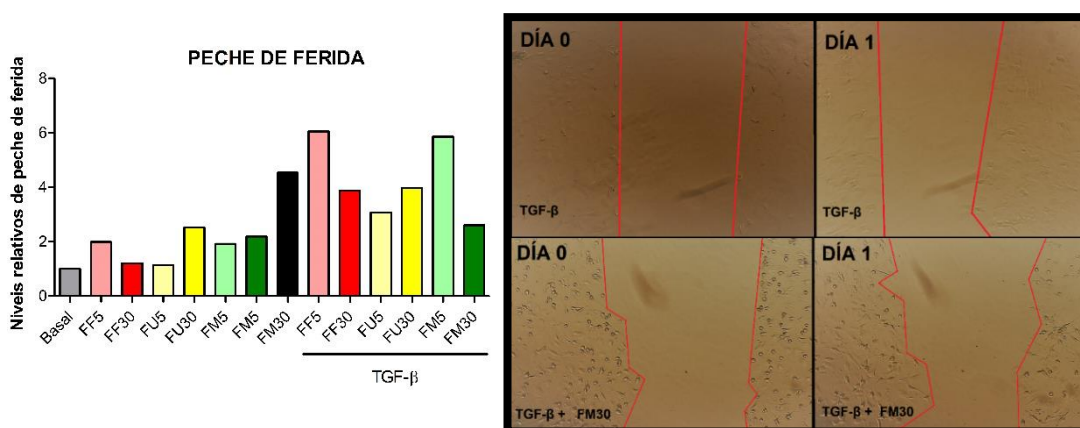 PECHE DE FERIDA
Niveis relativos de peche de ferida
8
6
4
2
0
Basal
FF5
FF30
FU5
FU30
FM5
FM5
FM30
FF5
FF30
FU5
FU30
FM5
FM30
TGF-β
DÍA 0
TGF-β
DÍA 1
TGF-β
DÍA 0
TGF-β + FM30
DÍA 1
TGF-β + FM30